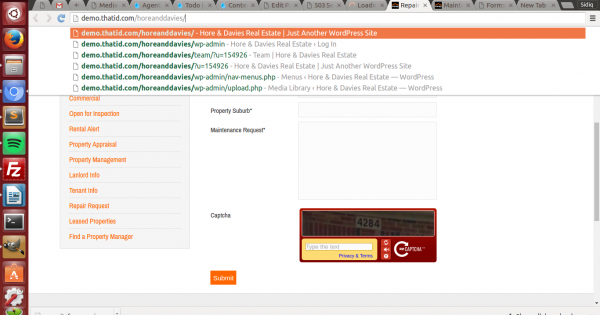 Media
Agen
Todo
Conte
Edit P
503 S
Loadi
Repai
Maint
Form
New Tab
Sidiq
demo.thatid.com/horeanddavies/
demo.thatid.com/horeanddavies/ - Hore & Davies Real Estate | Just Another WordPress Site
demo.thatid.com/horeanddavies/wp-admin - Hore & Davies Real Estate › Log In
demo.thatid.com/horeanddavies/team/?u=154926 - Team | Hore & Davies Real Estate
demo.thatid.com/horeanddavies/?u=154926 - Hore & Davies Real Estate | Just Another WordPress Site
demo.thatid.com/horeanddavies/wp-admin/nav-menus.php - Menus ‹ Hore & Davies Real Estate — WordPress
demo.thatid.com/horeanddavies/wp-admin/upload.php - Media Library ‹ Hore & Davies Real Estate — WordPress
Commercial
Open for Inspection
Rental Alert
Property Appraisal
Property Management
Lanlord Info
Tenant Info
Repair Request
Leased Properties
Find a Property Manager
Property Suburb*
Maintenance Request*
Captcha
4284
Type the text
Privacy & Terms
CAPTCHA™
Submit